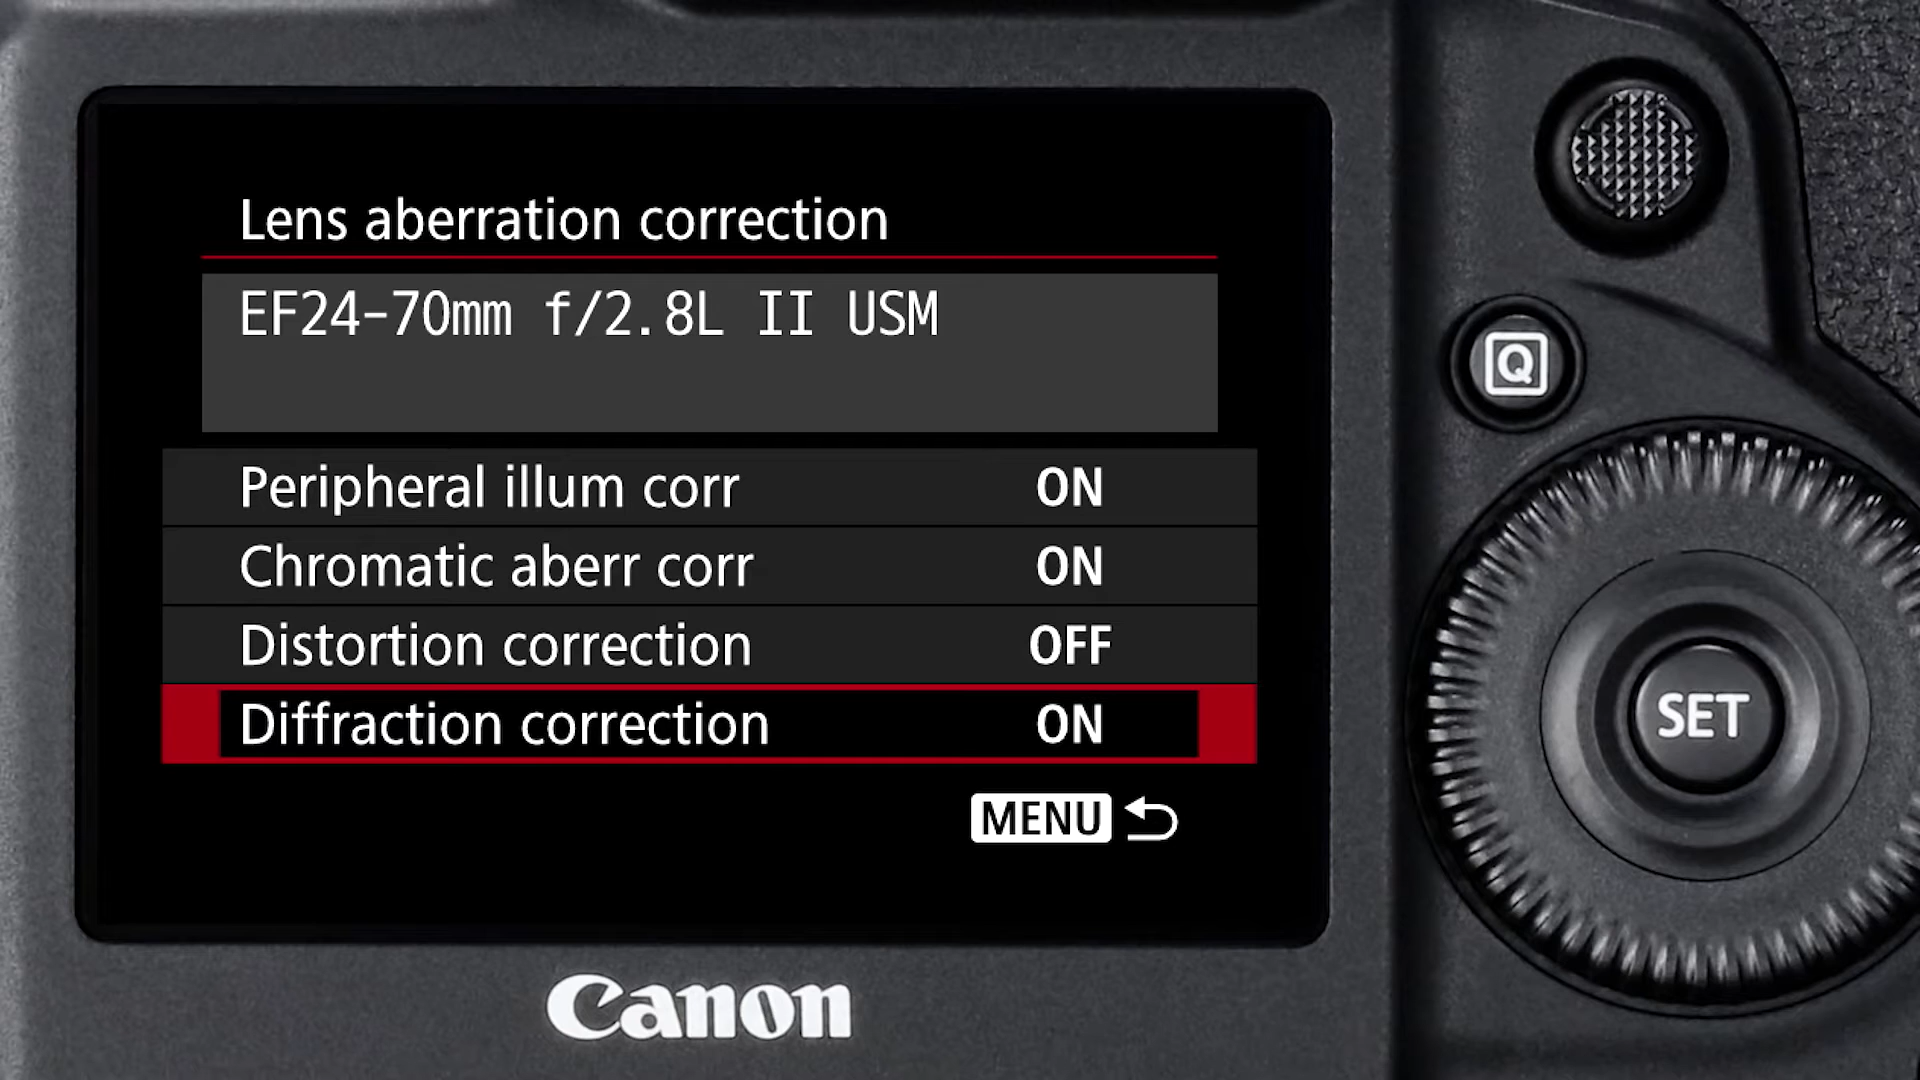 Lens aberration correction
EF24-70mm f/2.8L II USM
Peripheral illum corr ON
Chromatic aberr corr ON
Distortion correction OFF
Diffraction correction ON
MENU
Canon
Q
SET